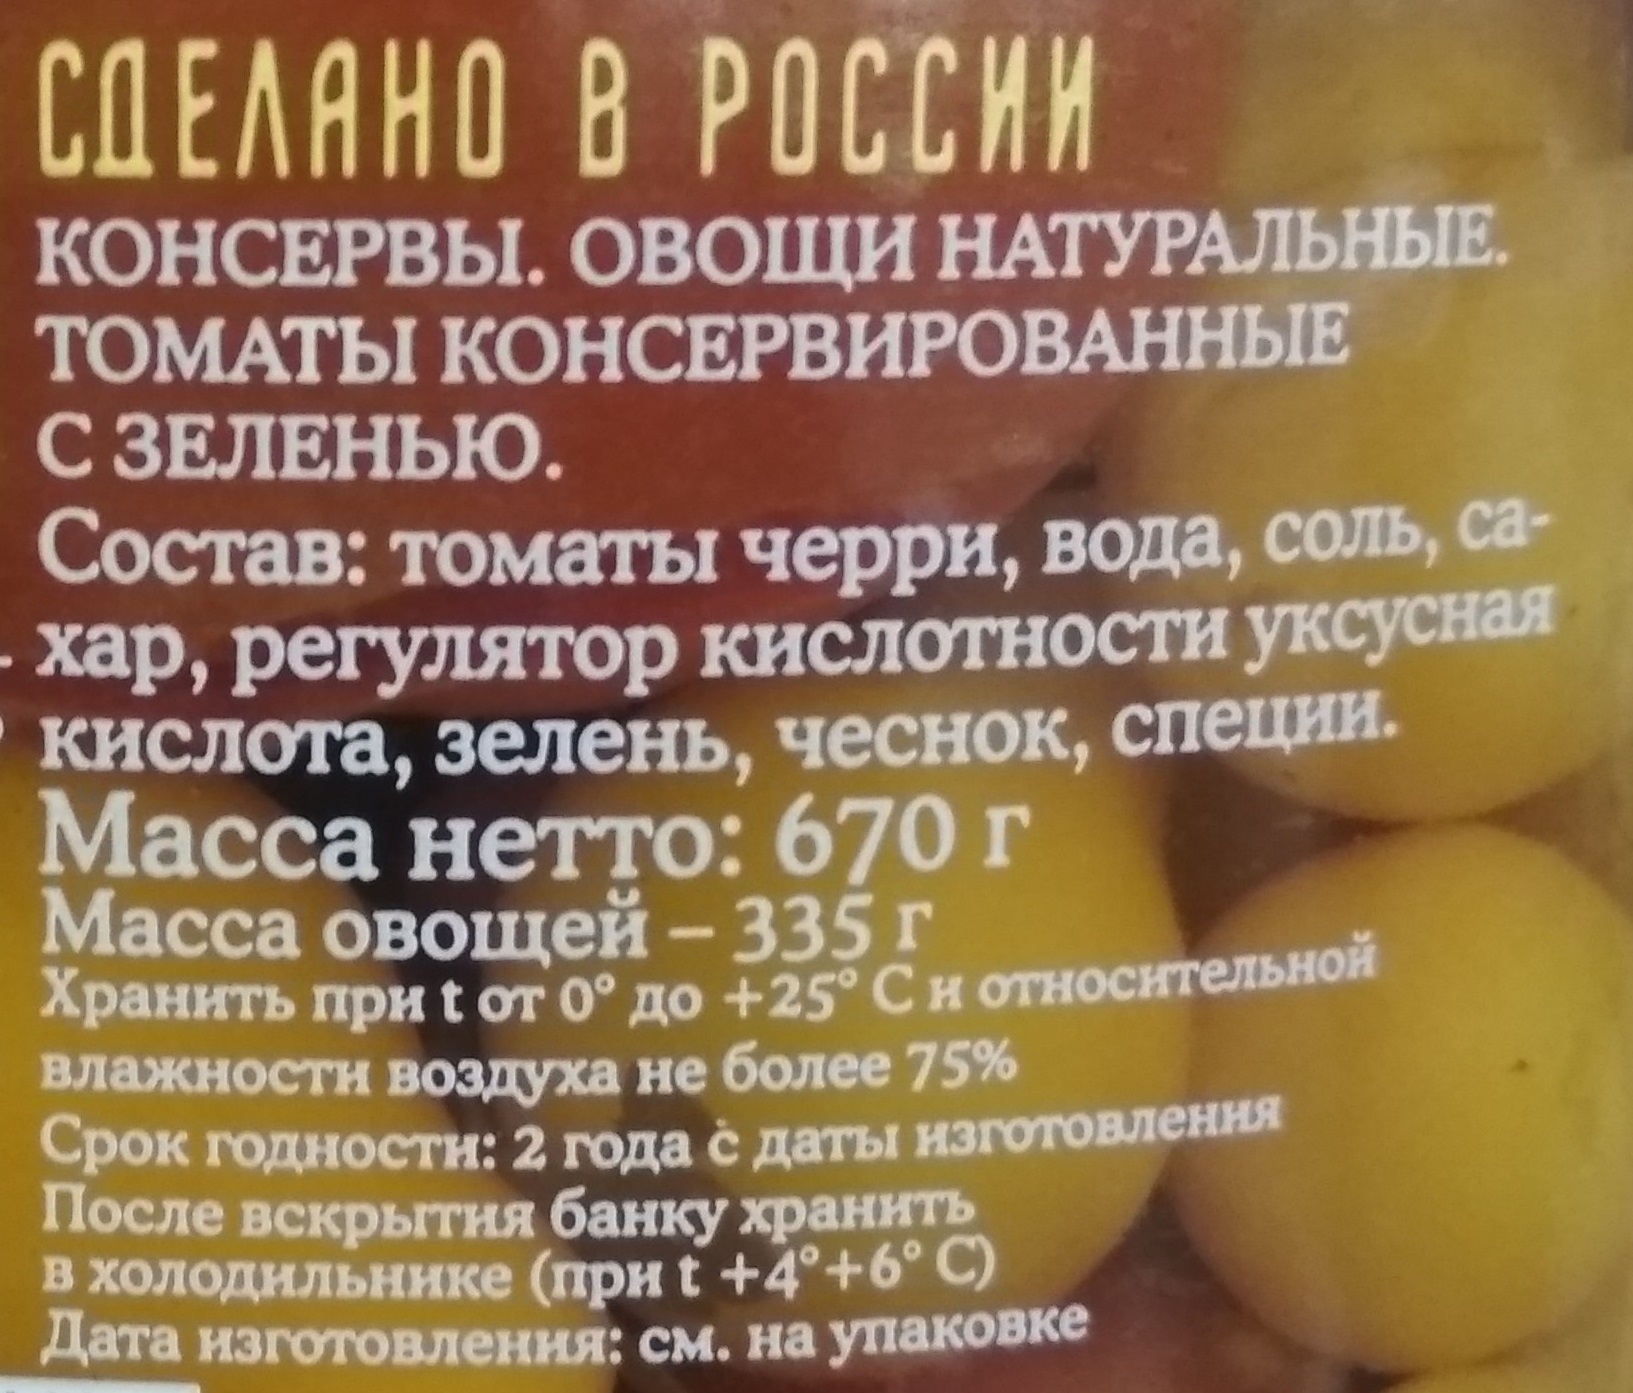 СДЕЛАНО В РОССИИ
КОНСЕРВЫ. ОВОЩИ НАТУРАЛЬНЫЕ.
ТОМАТЫ КОНСЕРВИРОВАННЫЕ
С ЗЕЛЕНЬЮ.
Состав: томаты черри, вода, соль, са-
хар, регулятор кислотности уксусная
кислота, зелень, чеснок, специи.
Масса нетто: 670 г
Масса овощей – 335 г
Хранить при t от 0° до +25° С и относительной
влажности воздуха не более 75%
Срок годности: 2 года с даты изготовления
После вскрытия банку хранить
в холодильнике (при t +4°+6° С)
Дата изготовления: см. на упаковке